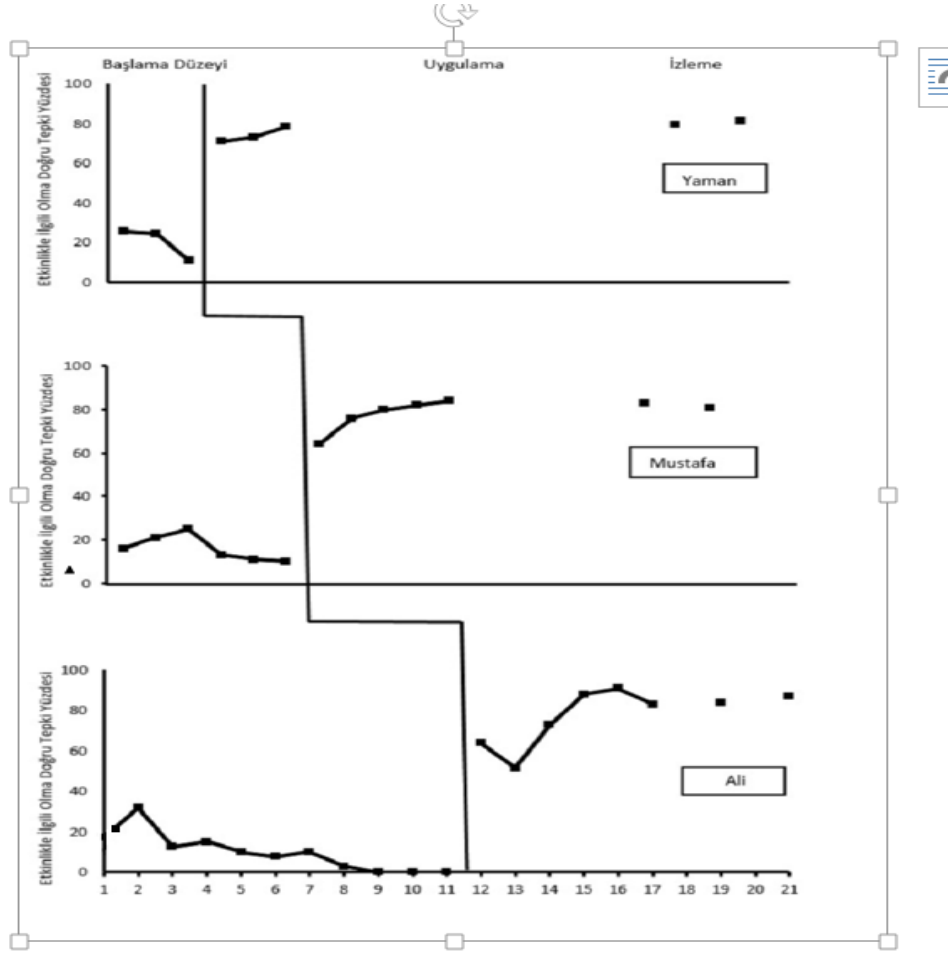 Başlama Düzeyi Uygulama İzleme
Etkinlikle İlgili Olma Doğru Tepki Yüzdesi
100
80
60
40
20
0
Yaman
Etkinlikle İlgili Olma Doğru Tepki Yüzdesi
100
80
60
40
20
0
Mustafa
Etkinlikle İlgili Olma Doğru Tepki Yüzdesi
100
80
60
40
20
0
Ali
1 2 3 4 5 6 7 8 9 10 11 12 13 14 15 16 17 18 19 20 21